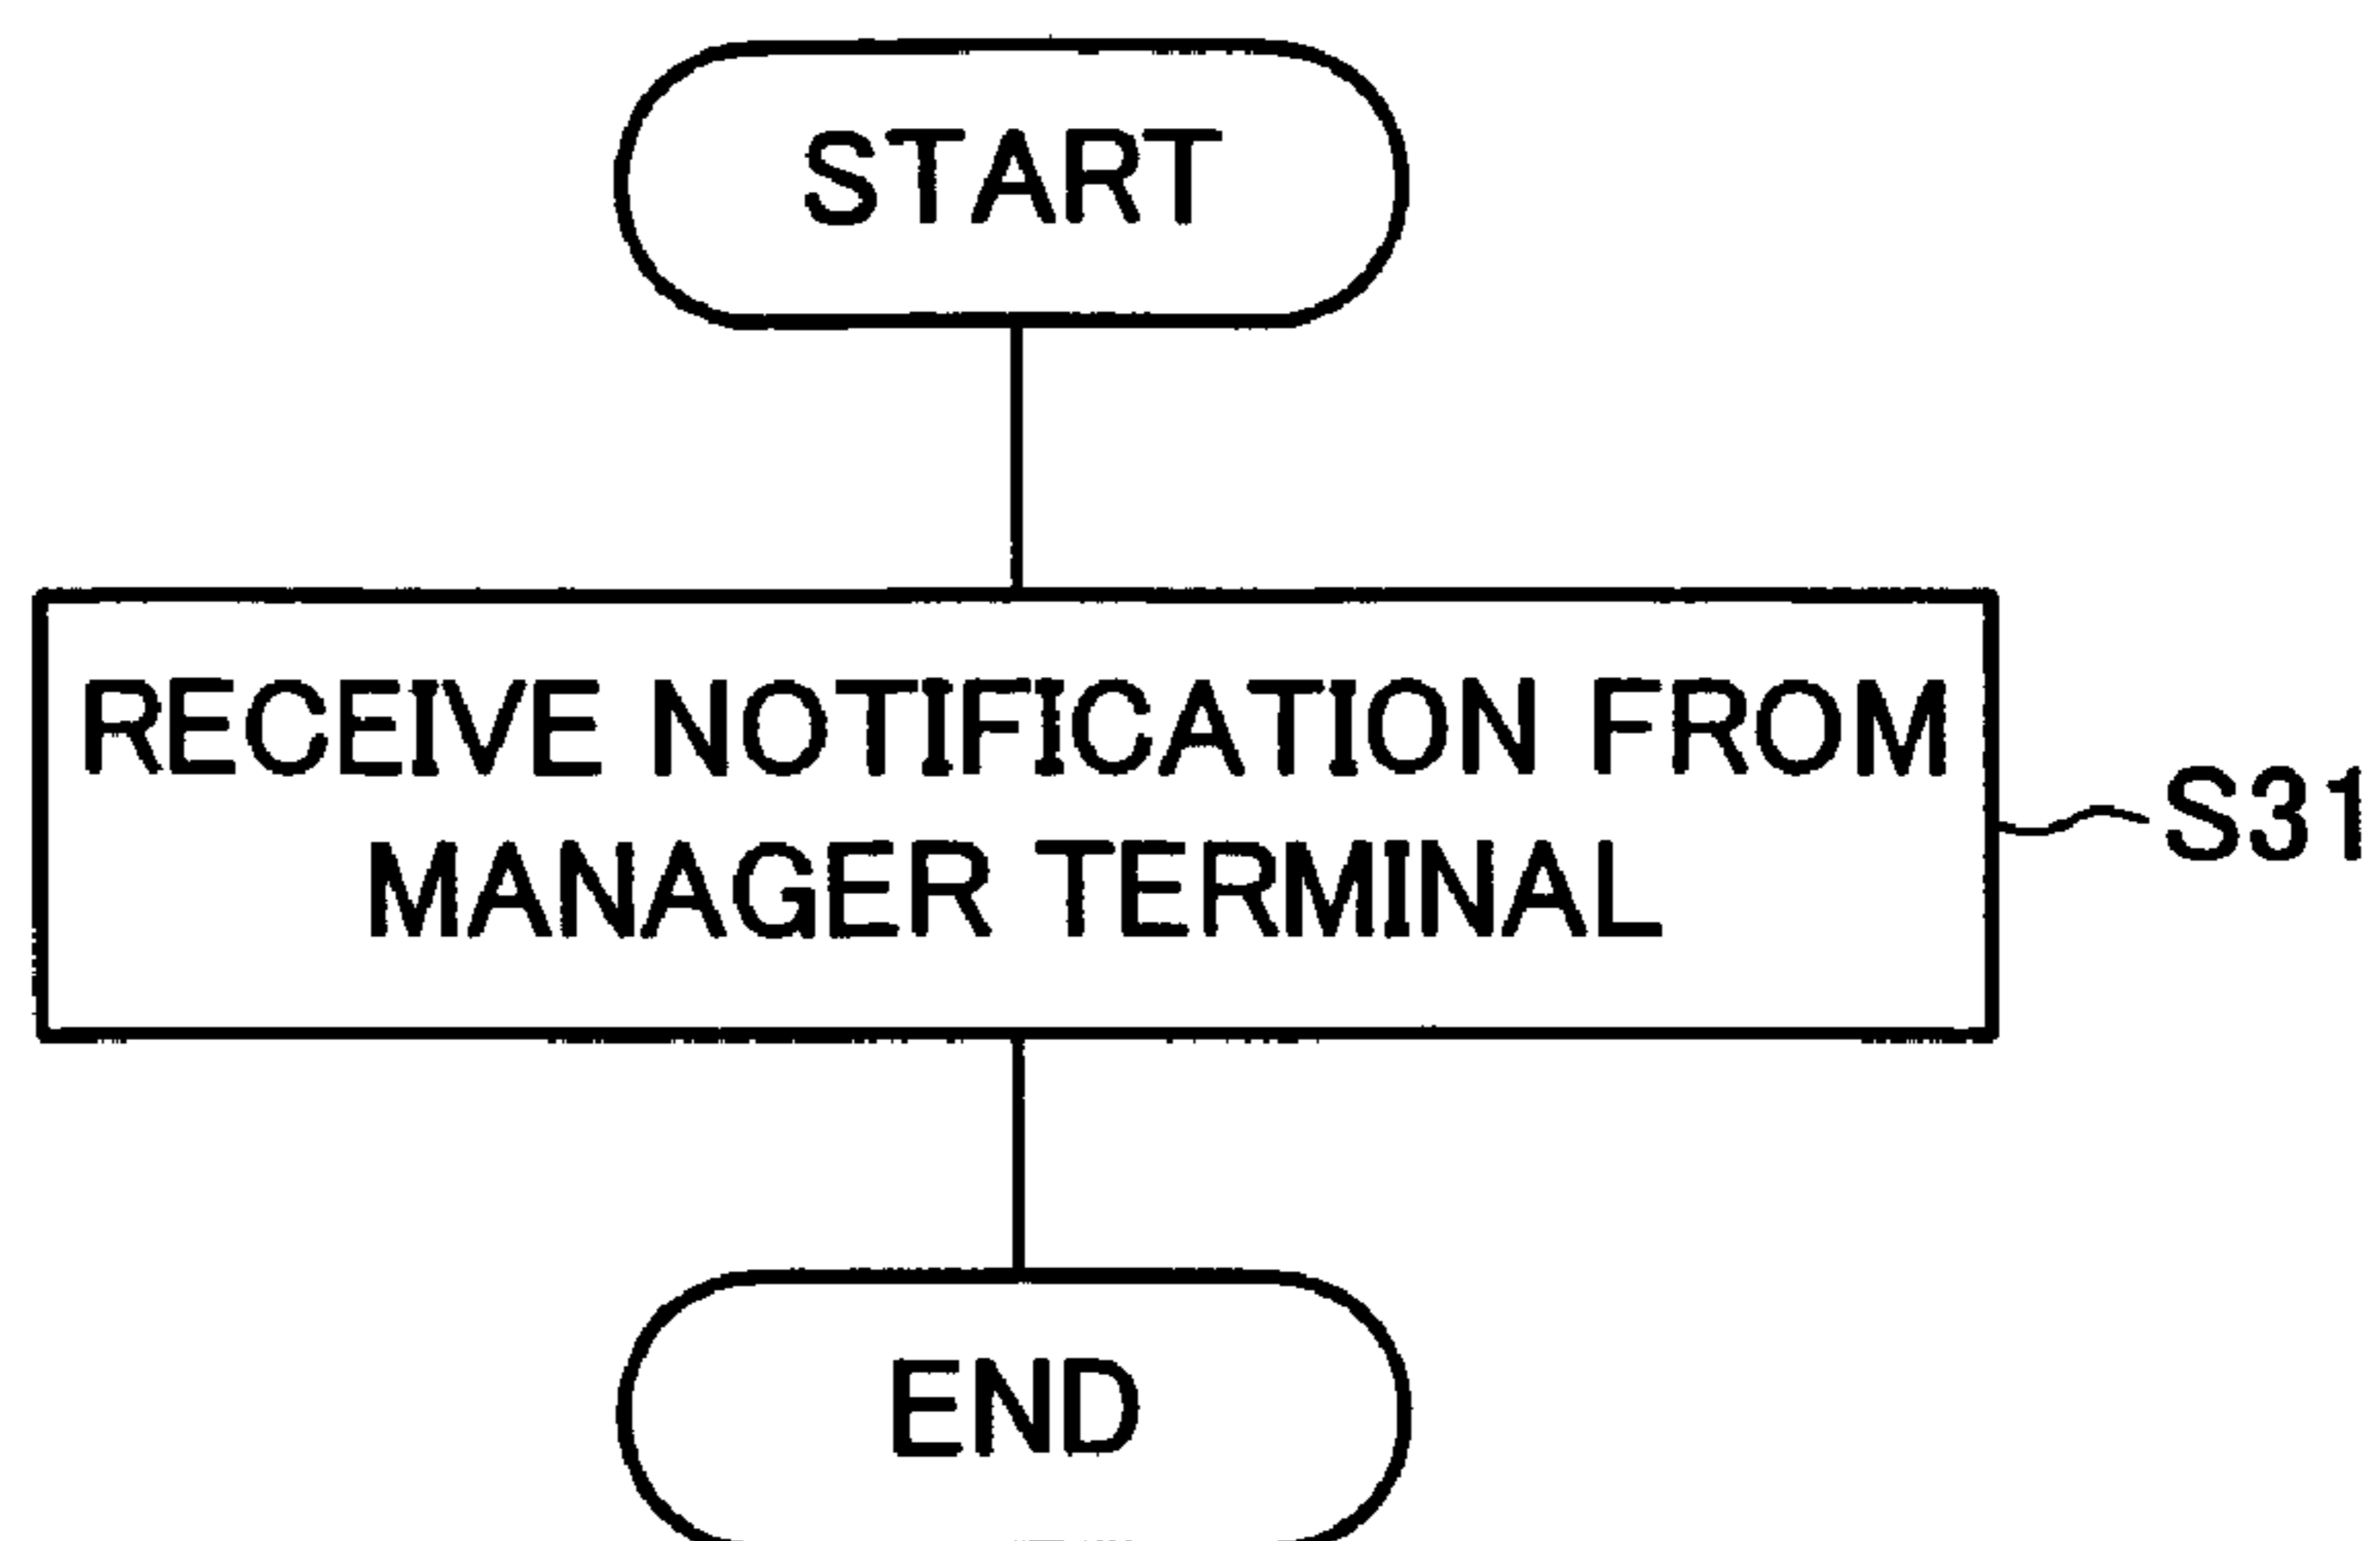 START
RECEIVE NOTIFICATION FROM
MANAGER TERMINAL
S31
END